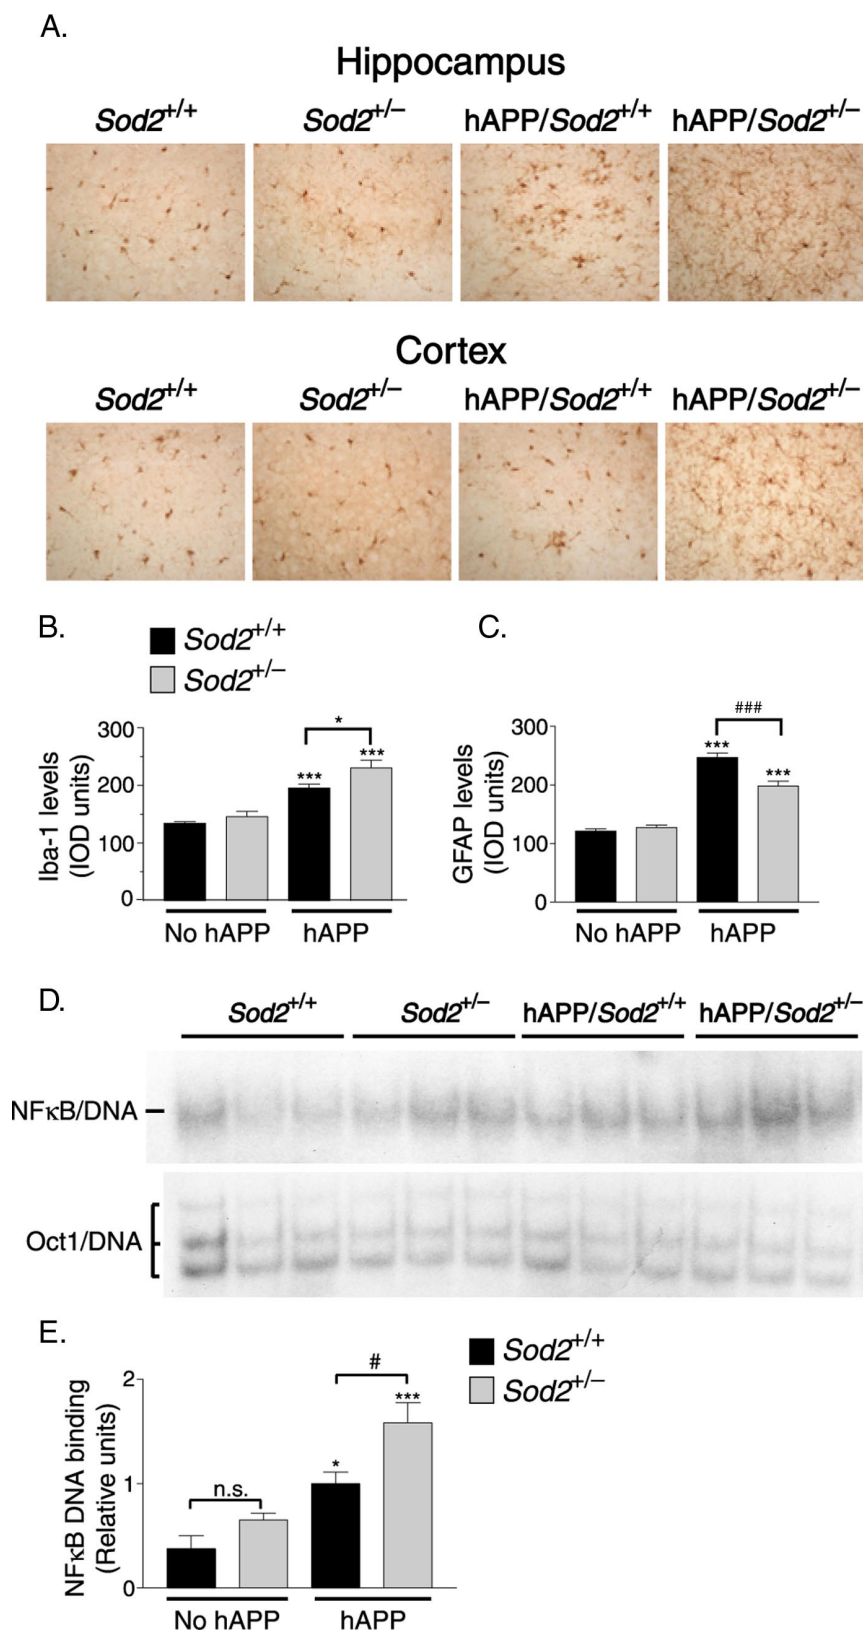 A.
Hippocampus
Sod2+/+ Sod2+/– hAPP/Sod2+/+ hAPP/Sod2+/–
Cortex
Sod2+/+ Sod2+/– hAPP/Sod2+/+ hAPP/Sod2+/–
B.
Sod2+/+
Sod2+/–
Iba-1 levels
(IOD units)
300
200
100
0
*
***
***
No hAPP hAPP
C.
GFAP levels
(IOD units)
300
200
100
0
###
***
***
No hAPP hAPP
D.
Sod2+/+ Sod2+/– hAPP/Sod2+/+ hAPP/Sod2+/–
NFκB/DNA
Oct1/DNA
E.
Sod2+/+
Sod2+/–
NFκB DNA binding
(Relative units)
2
1
0
n.s.
#
*
***
No hAPP hAPP